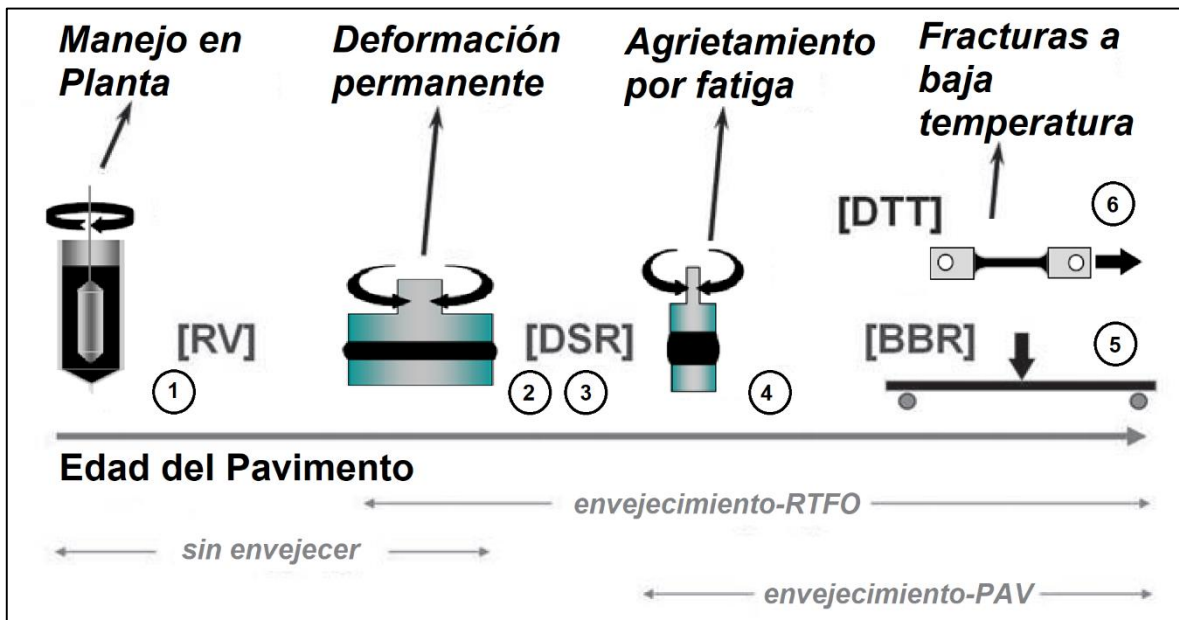 Manejo en
Planta
Deformación
permanente
Agrietamiento
por fatiga
Fracturas a
baja
temperatura
[DTT]
6
[RV]
[DSR]
[BBR]
5
1
2
3
4
Edad del Pavimento
envejecimiento-RTFO
sin envejecer
envejecimiento-PAV